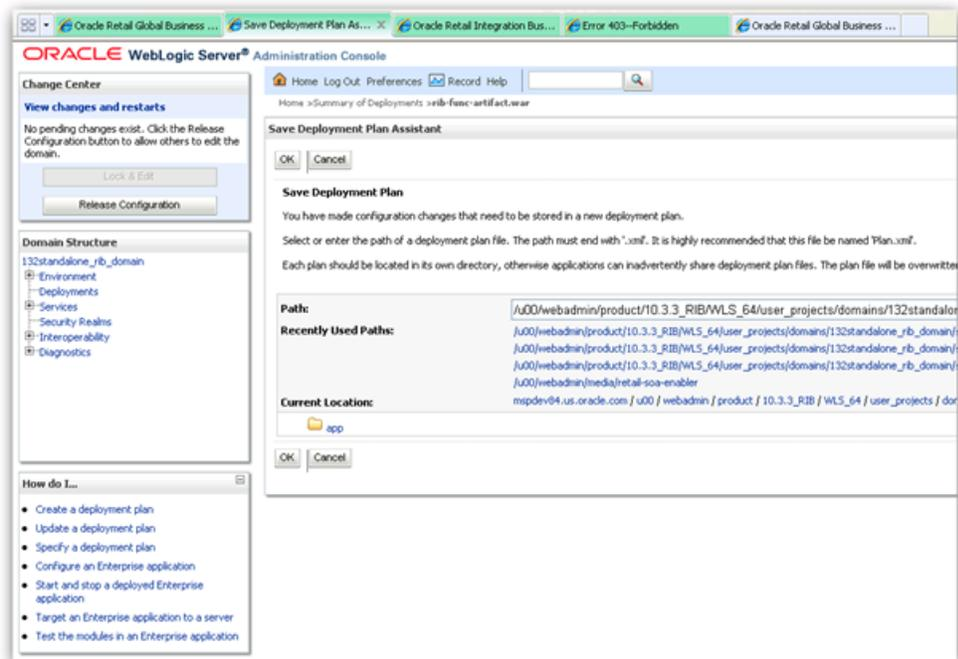 Oracle Retail Global Business ...
Save Deployment Plan As...
Oracle Retail Integration Bus...
Error 403--Forbidden
Oracle Retail Global Business ...
ORACLE WebLogic Server® Administration Console
Change Center
View changes and restarts
No pending changes exist. Click the Release
Configuration button to allow others to edit the
domain.
Lock & Edit
Release Configuration
Domain Structure
132standalone_rib_domain
Environment
Deployments
Services
Security Realms
Interoperability
Diagnostics
How do I...
Create a deployment plan
Update a deployment plan
Specify a deployment plan
Configure an Enterprise application
Start and stop a deployed Enterprise
application
Target an Enterprise application to a server
Test the modules in an Enterprise application
Home Log Out Preferences Record Help
Home >Summary of Deployments >rib-func-artifact.war
Save Deployment Plan Assistant
OK Cancel
Save Deployment Plan
You have made configuration changes that need to be stored in a new deployment plan.
Select or enter the path of a deployment plan file. The path must end with '.xml'. It is highly recommended that this file be named 'Plan.xml'.
Each plan should be located in its own directory, otherwise applications can inadvertently share deployment plan files. The plan file will be overwritte
Path: /u00/webadmin/product/10.3.3_RIB/WLS_64/user_projects/domains/132standalor
Recently Used Paths: /u00/webadmin/product/10.3.3_RIB/WLS_64/user_projects/domains/132standalone_rib_domain/
/u00/webadmin/product/10.3.3_RIB/WLS_64/user_projects/domains/132standalone_rib_domain/
/u00/webadmin/product/10.3.3_RIB/WLS_64/user_projects/domains/132standalone_rib_domain/
/u00/webadmin/media/retail-soa-enabler
Current Location: mspdev84.us.oracle.com / u00 / webadmin / product / 10.3.3_RIB / WLS_64 / user_projects / dor
app
OK Cancel